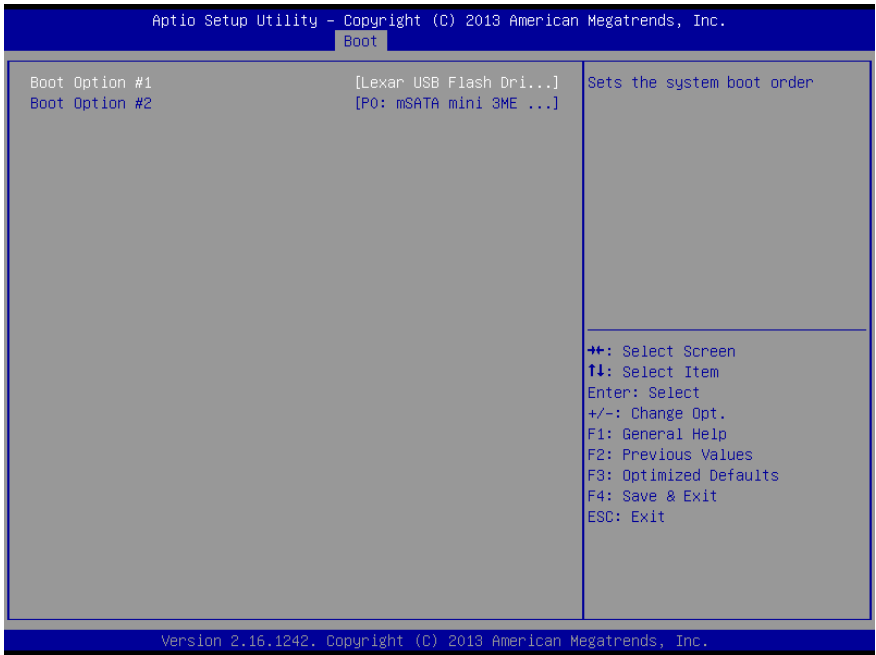 Aptio Setup Utility – Copyright (C) 2013 American Megatrends, Inc.
Boot
Boot Option #1 [Lexar USB Flash Dri...]
Boot Option #2 [P0: mSATA mini 3ME ...]
Sets the system boot order
→←: Select Screen
↑↓: Select Item
Enter: Select
+/-: Change Opt.
F1: General Help
F2: Previous Values
F3: Optimized Defaults
F4: Save & Exit
ESC: Exit
Version 2.16.1242. Copyright (C) 2013 American Megatrends, Inc.